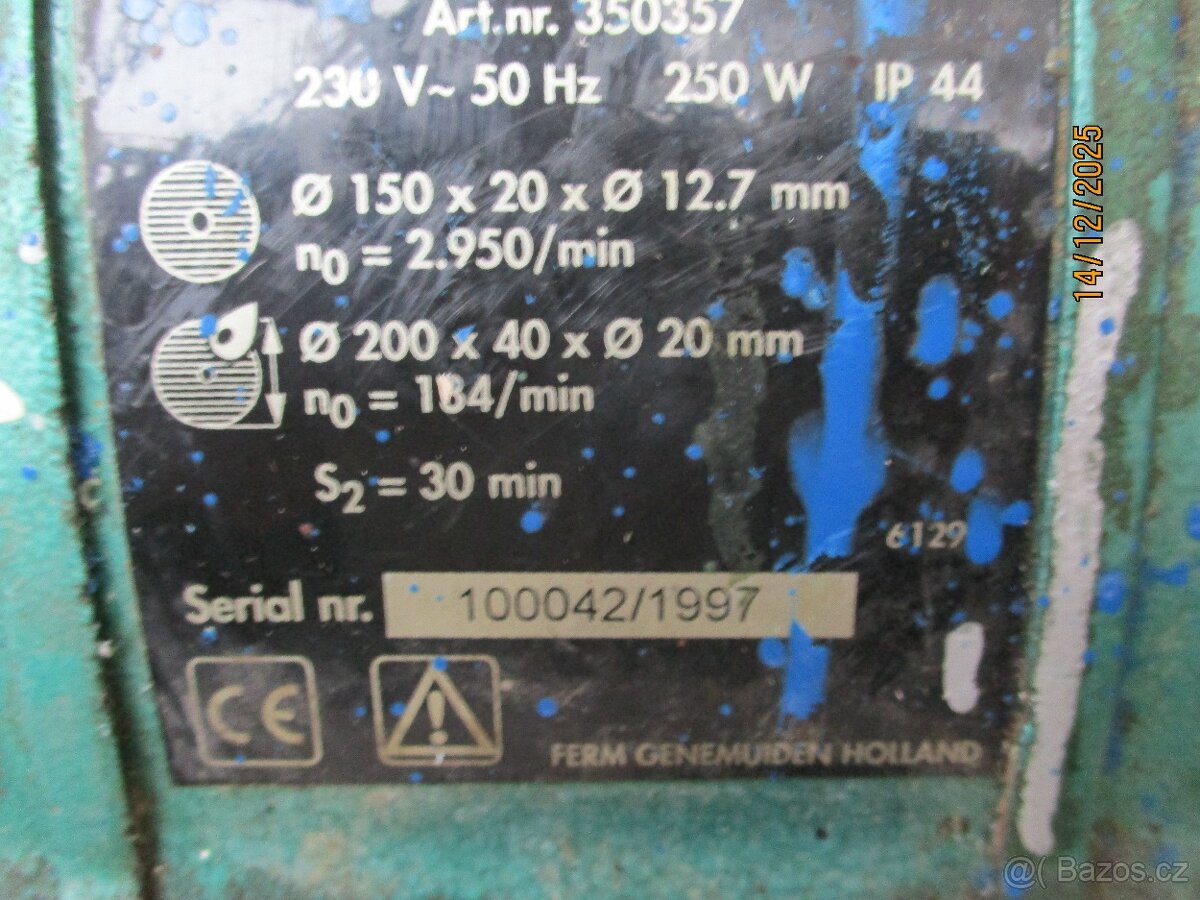 Art.nr. 350357
230 V~ 50 Hz 250 W IP 44
Ø 150 x 20 x Ø 12.7 mm
n0 = 2.950/min
Ø 200 x 40 x Ø 20 mm
n0 = 184/min
S2 = 30 min
6129
Serial nr. 100042/1997
CE
FERM GENEMUIDEN HOLLAND
14/12/2025
@( Bazos.cz